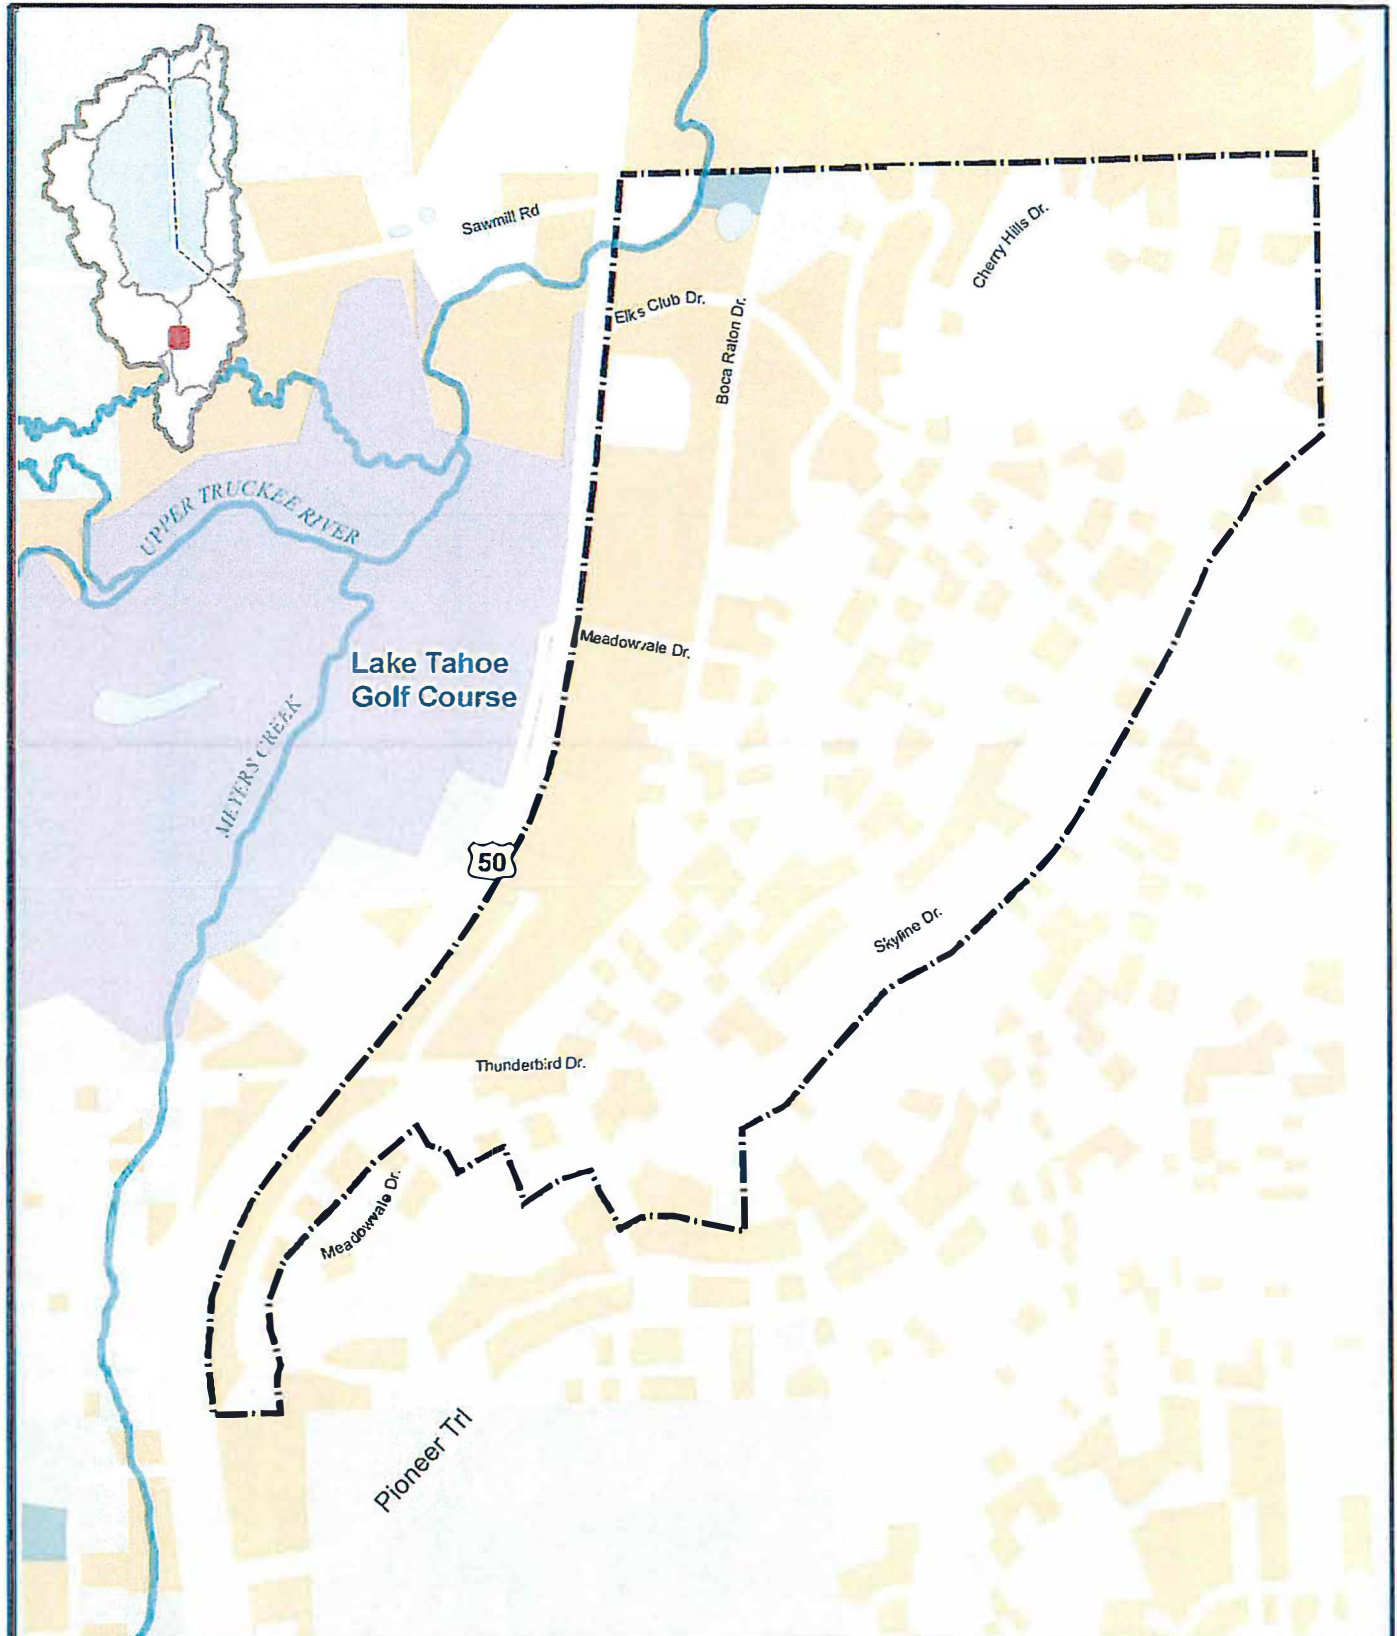 Sawmill Rd
Cherry Hills Dr.
Elks Club Dr.
Boca Raton Dr.
UPPER TRUCKEE RIVER
Meadowvale Dr.
Lake Tahoe
Golf Course
MEYERS CREEK
50
Skyline Dr.
Thunderbird Dr.
Meadowvale Dr.
Pioneer Trl